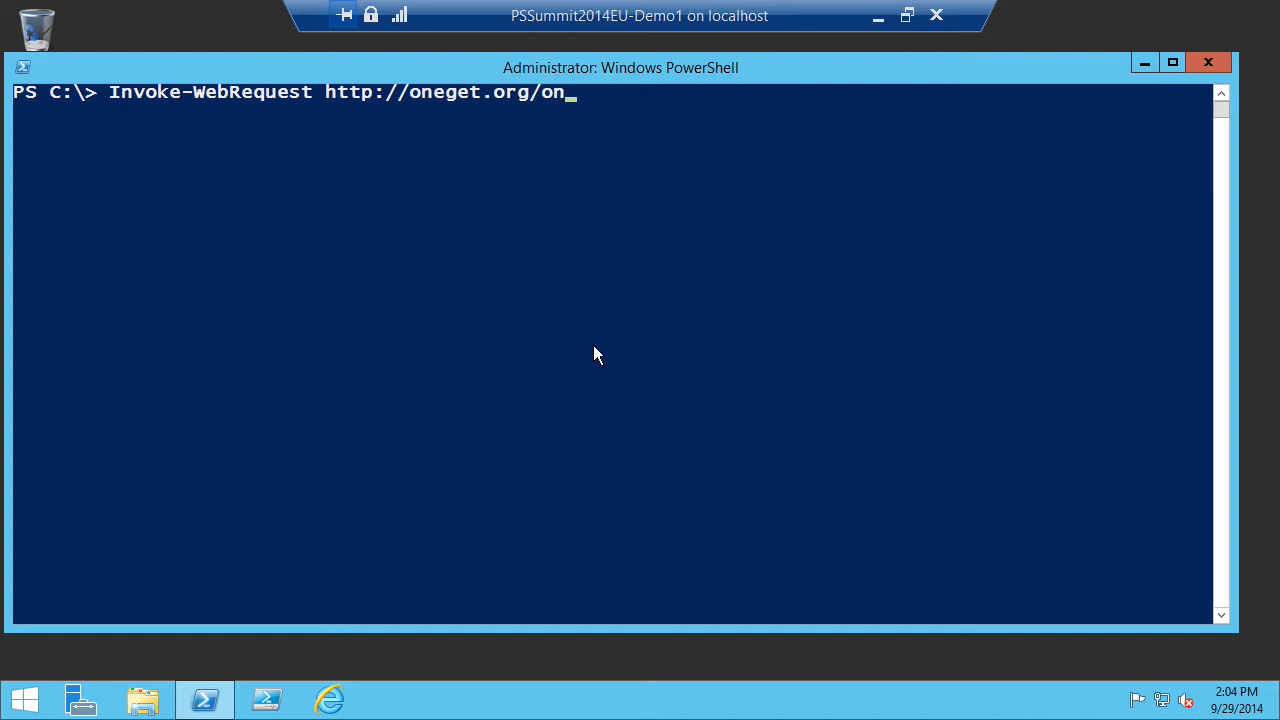 PSSummit2014EU-Demo1 on localhost
Administrator: Windows PowerShell
PS C:\> Invoke-WebRequest http://oneget.org/on_
2:04 PM
9/29/2014